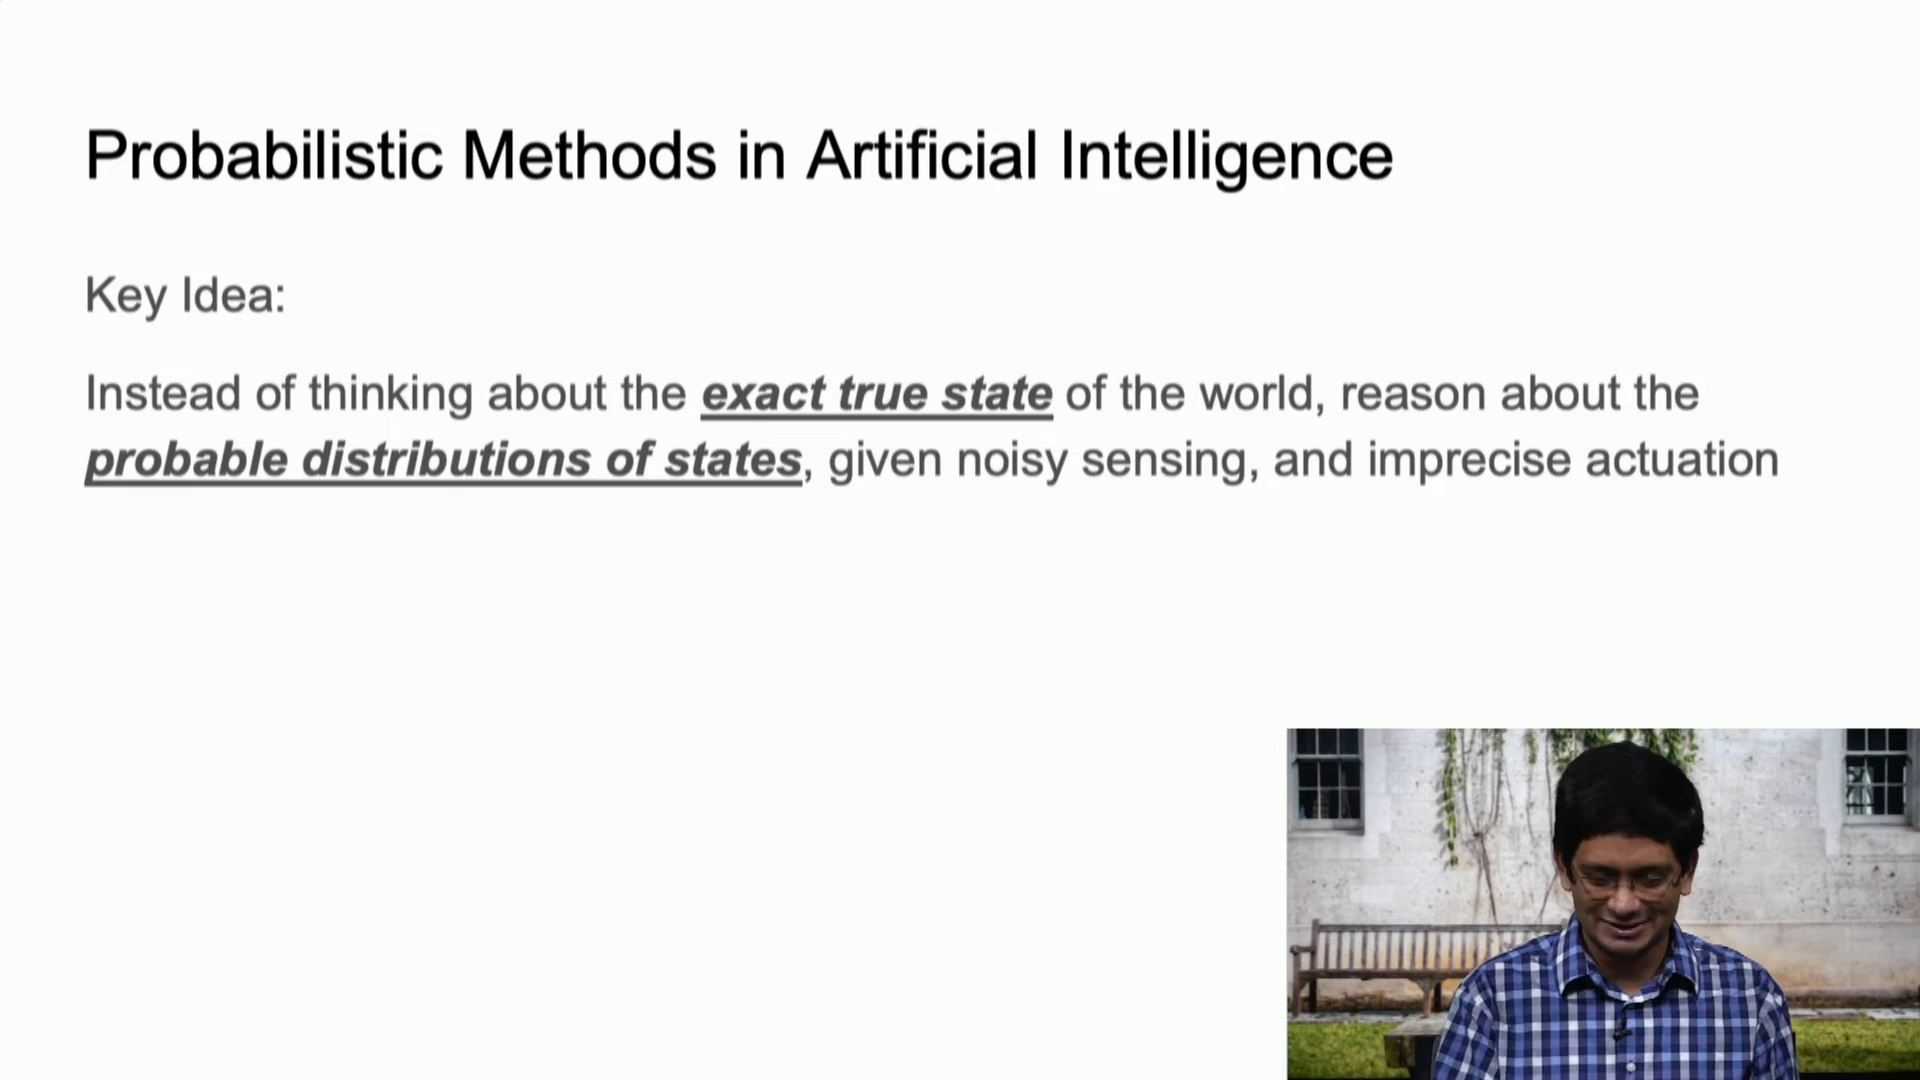 Probabilistic Methods in Artificial Intelligence
Key Idea:
Instead of thinking about the exact true state of the world, reason about the
probable distributions of states, given noisy sensing, and imprecise actuation